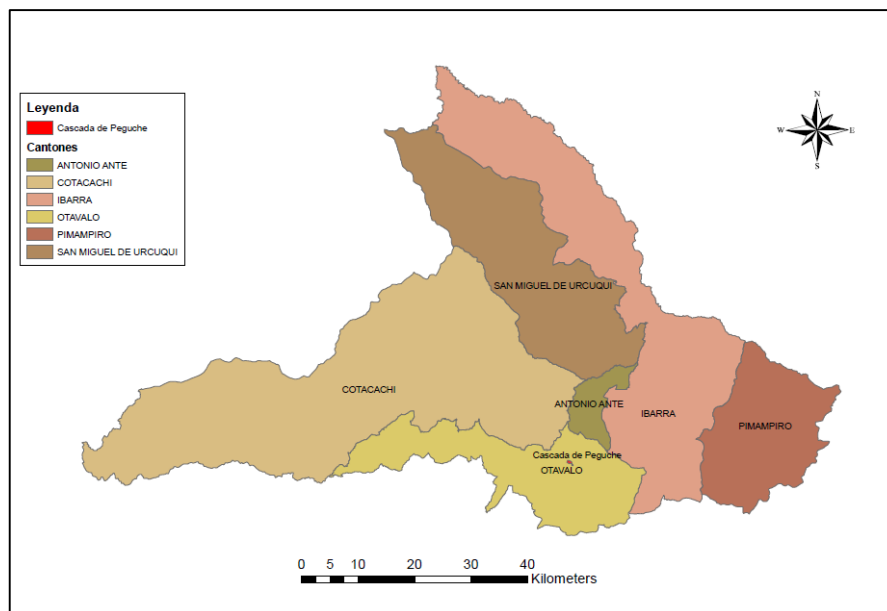 Leyenda
Cascada de Peguche
Cantones
ANTONIO ANTE
COTACACHI
IBARRA
OTAVALO
PIMAMPIRO
SAN MIGUEL DE URCUQUI
N
W E
S
SAN MIGUEL DE URCUQUI
COTACACHI
ANTONIO ANTE
IBARRA
PIMAMPIRO
Cascada de Peguche
OTAVALO
0 5 10 20 30 40
Kilometers